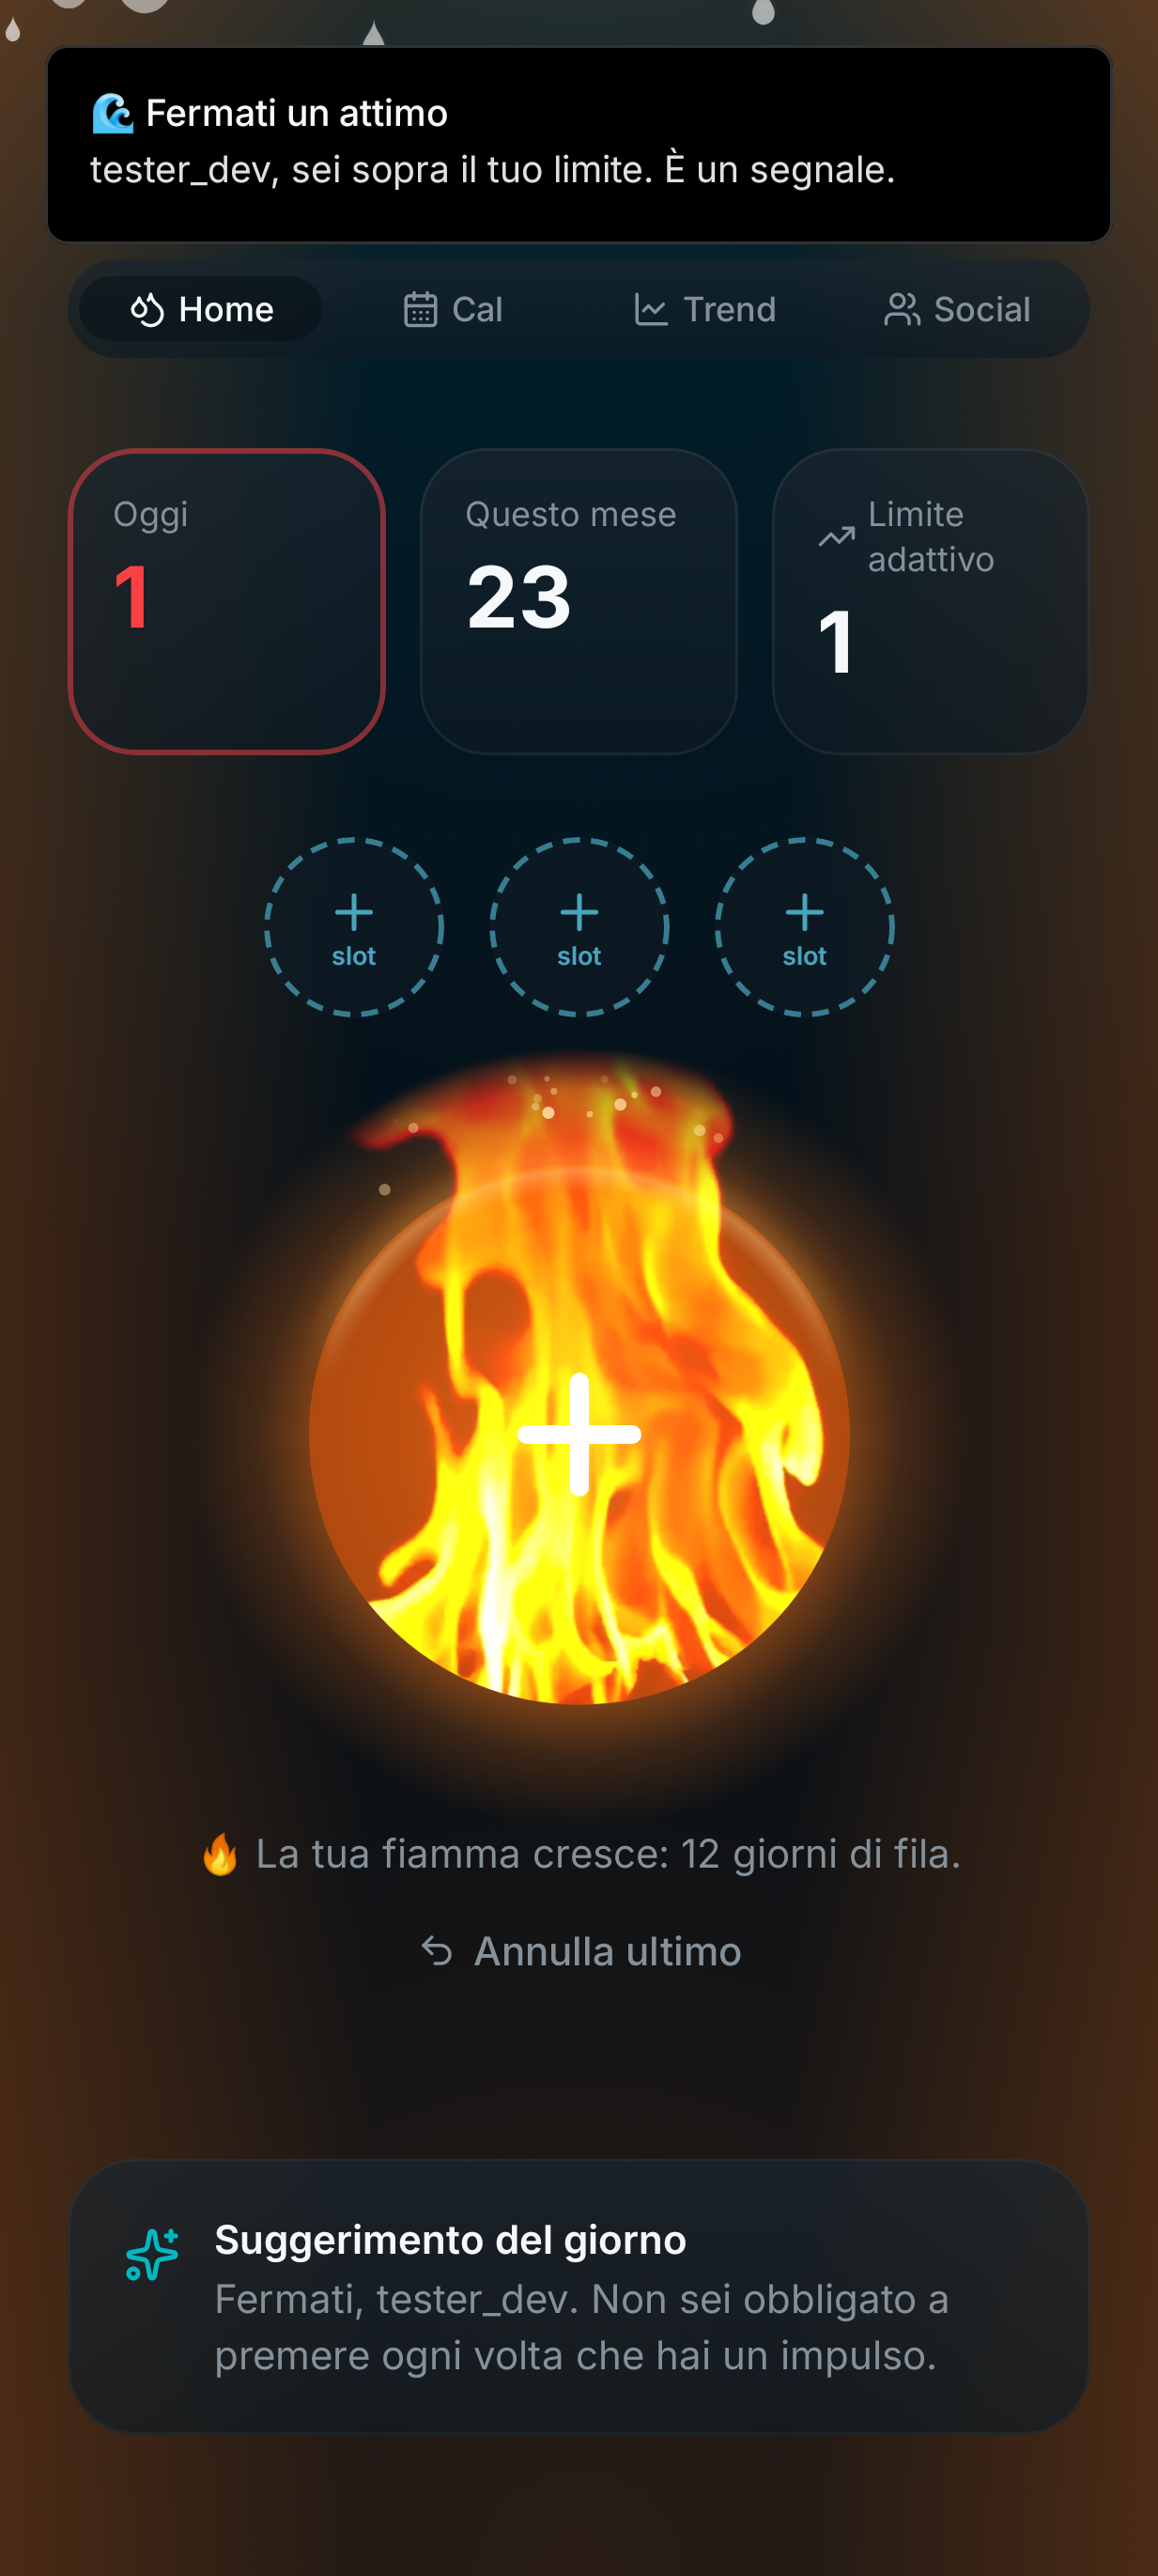 🌊 Fermati un attimo
tester_dev, sei sopra il tuo limite. È un segnale.
Home
Cal
Trend
Social
Oggi
1
Questo mese
23
Limite
adattivo
1
slot
slot
slot
🔥 La tua fiamma cresce: 12 giorni di fila.
Annulla ultimo
Suggerimento del giorno
Fermati, tester_dev. Non sei obbligato a
premere ogni volta che hai un impulso.